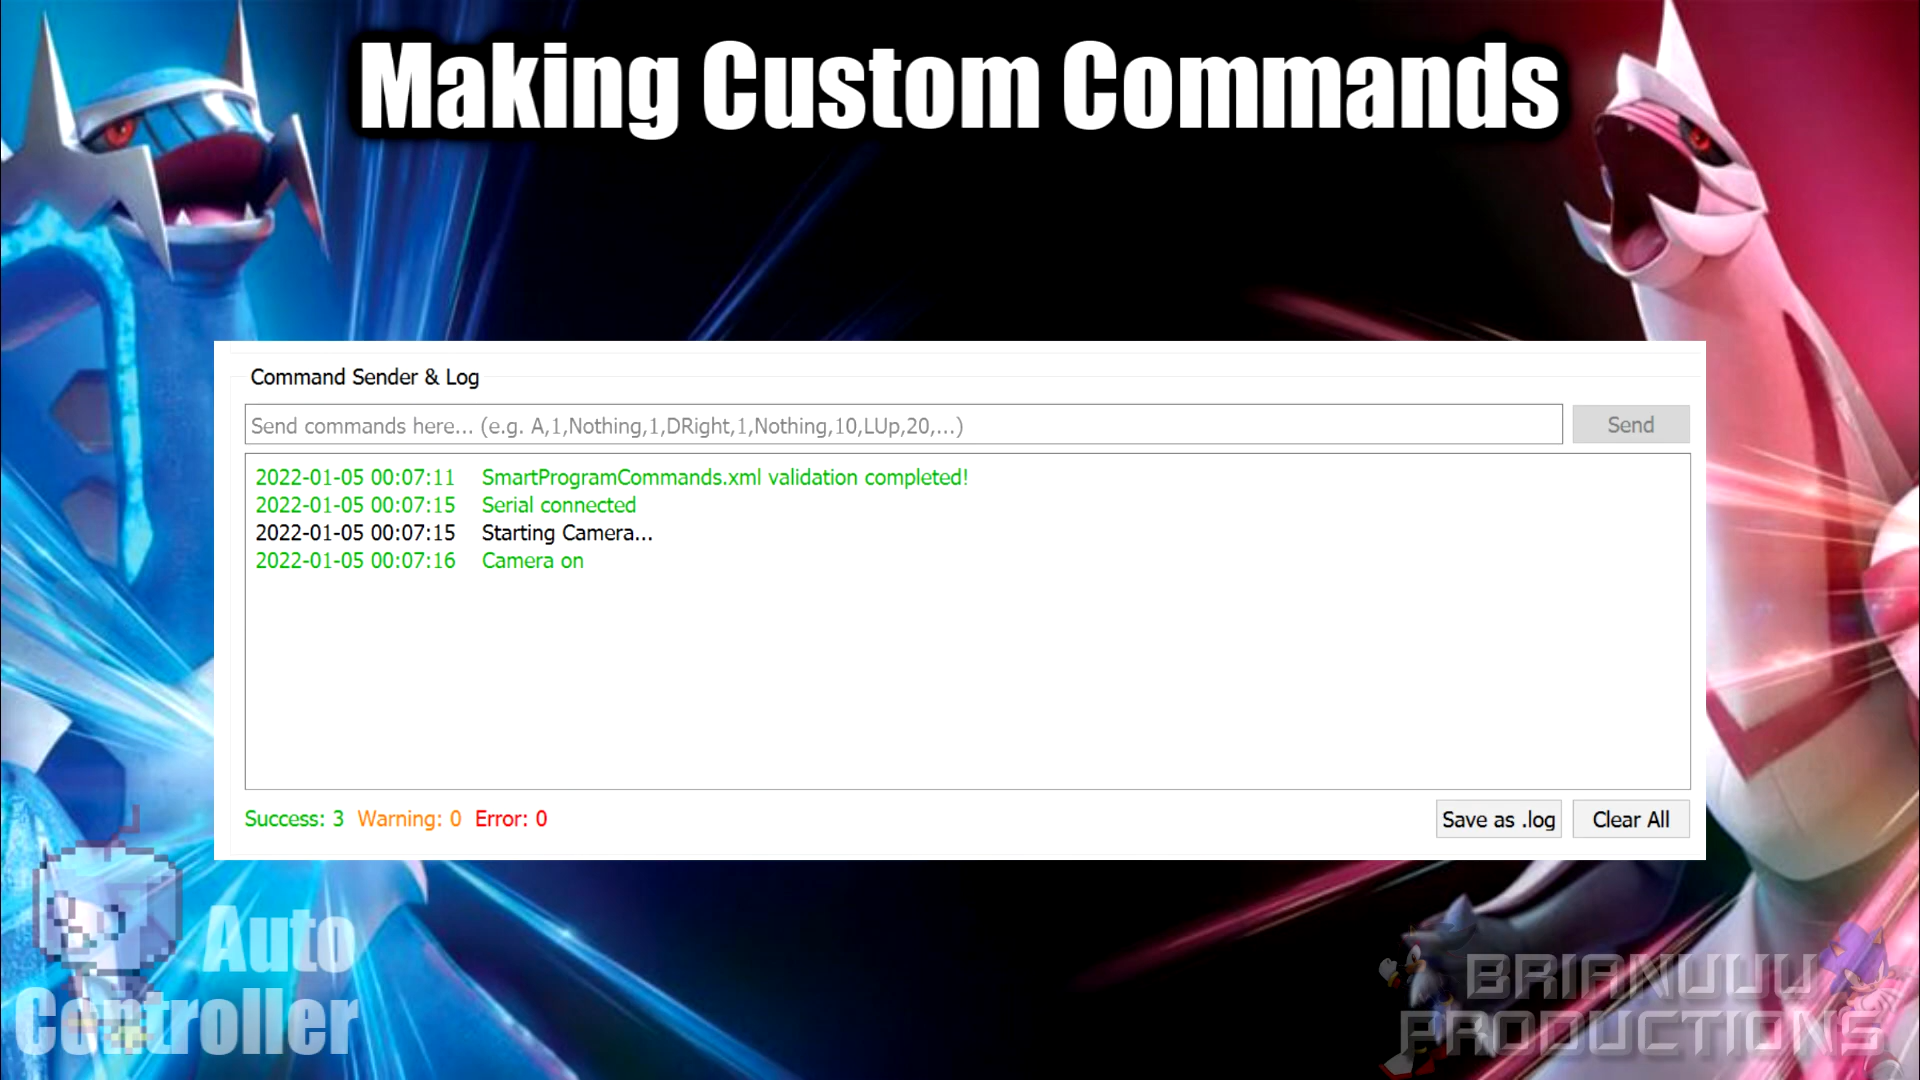 Making Custom Commands
Command Sender & Log
Send commands here... (e.g. A,1,Nothing,1,DRight,1,Nothing,10,LUp,20,...)
Send
2022-01-05 00:07:11 SmartProgramCommands.xml validation completed!
2022-01-05 00:07:15 Serial connected
2022-01-05 00:07:15 Starting Camera...
2022-01-05 00:07:16 Camera on
Success: 3 Warning: 0 Error: 0
Save as .log
Clear All
Auto
Controller
BRIANUUU
PRODUCTIONS